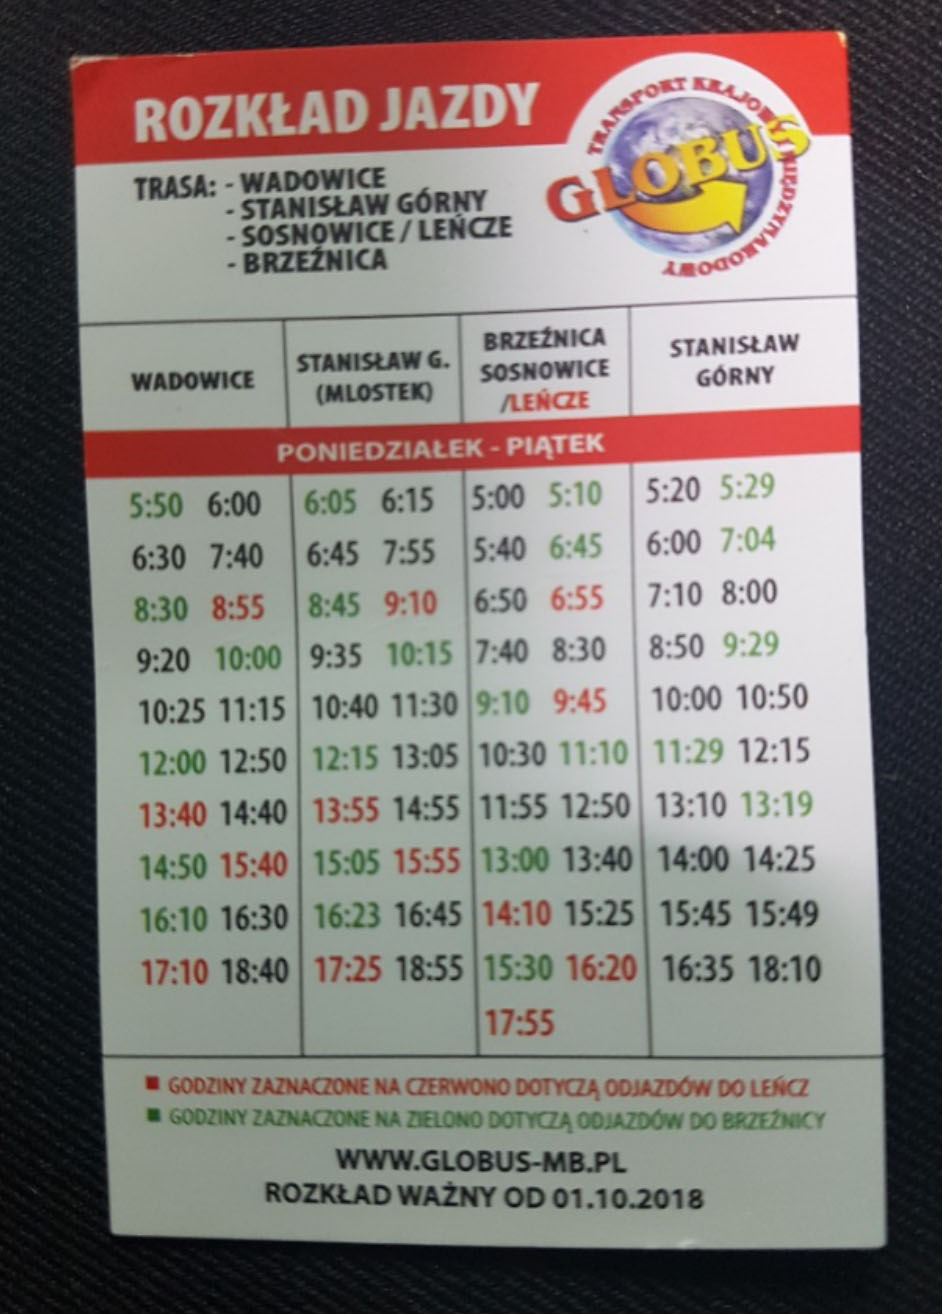 ROZKŁAD JAZDY
TRANSPORT KRAJOWY I MIĘDZYNARODOWY
GLOBUS
TRASA: - WADOWICE
- STANISŁAW GÓRNY
- SOSNOWICE / LEŃCZE
- BRZEŹNICA
WADOWICE
STANISŁAW G.
(MLOSTEK)
BRZEŹNICA
SOSNOWICE
/LEŃCZE
STANISŁAW
GÓRNY
PONIEDZIAŁEK - PIĄTEK
5:50 6:00 6:05 6:15 5:00 5:10 5:20 5:29
6:30 7:40 6:45 7:55 5:40 6:45 6:00 7:04
8:30 8:55 8:45 9:10 6:50 6:55 7:10 8:00
9:20 10:00 9:35 10:15 7:40 8:30 8:50 9:29
10:25 11:15 10:40 11:30 9:10 9:45 10:00 10:50
12:00 12:50 12:15 13:05 10:30 11:10 11:29 12:15
13:40 14:40 13:55 14:55 11:55 12:50 13:10 13:19
14:50 15:40 15:05 15:55 13:00 13:40 14:00 14:25
16:10 16:30 16:23 16:45 14:10 15:25 15:45 15:49
17:10 18:40 17:25 18:55 15:30 16:20 16:35 18:10
17:55
GODZINY ZAZNACZONE NA CZERWONO DOTYCZĄ ODJAZDÓW DO LEŃCZ
GODZINY ZAZNACZONE NA ZIELONO DOTYCZĄ ODJAZDÓW DO BRZEŹNICY
WWW.GLOBUS-MB.PL
ROZKŁAD WAŻNY OD 01.10.2018